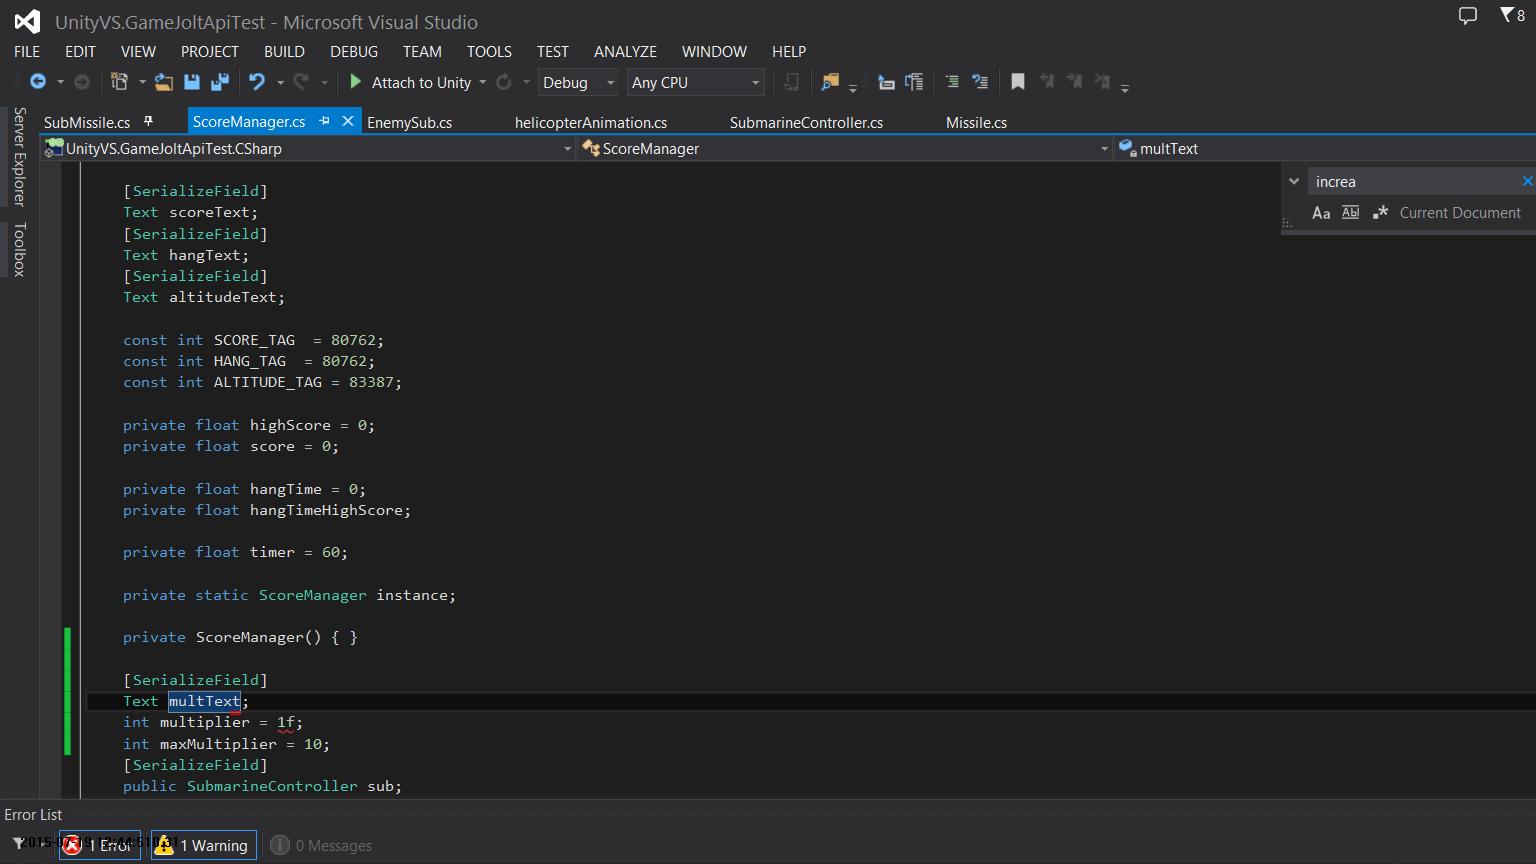 UnityVS.GameJoltApiTest - Microsoft Visual Studio
8
FILE EDIT VIEW PROJECT BUILD DEBUG TEAM TOOLS TEST ANALYZE WINDOW HELP
Attach to Unity Debug Any CPU
SubMissile.cs ScoreManager.cs EnemySub.cs helicopterAnimation.cs SubmarineController.cs Missile.cs
Server Explorer
Toolbox
UnityVS.GameJoltApiTest.CSharp ScoreManager multText
increa
Aa Abl .* Current Document
[SerializeField]
Text scoreText;
[SerializeField]
Text hangText;
[SerializeField]
Text altitudeText;
const int SCORE_TAG  = 80762;
const int HANG_TAG  = 80762;
const int ALTITUDE_TAG = 83387;
private float highScore = 0;
private float score = 0;
private float hangTime = 0;
private float hangTimeHighScore;
private float timer = 60;
private static ScoreManager instance;
private ScoreManager() { }
[SerializeField]
Text multText;
int multiplier = 1f;
int maxMultiplier = 10;
[SerializeField]
public SubmarineController sub;
Error List
1 Error 1 Warning 0 Messages